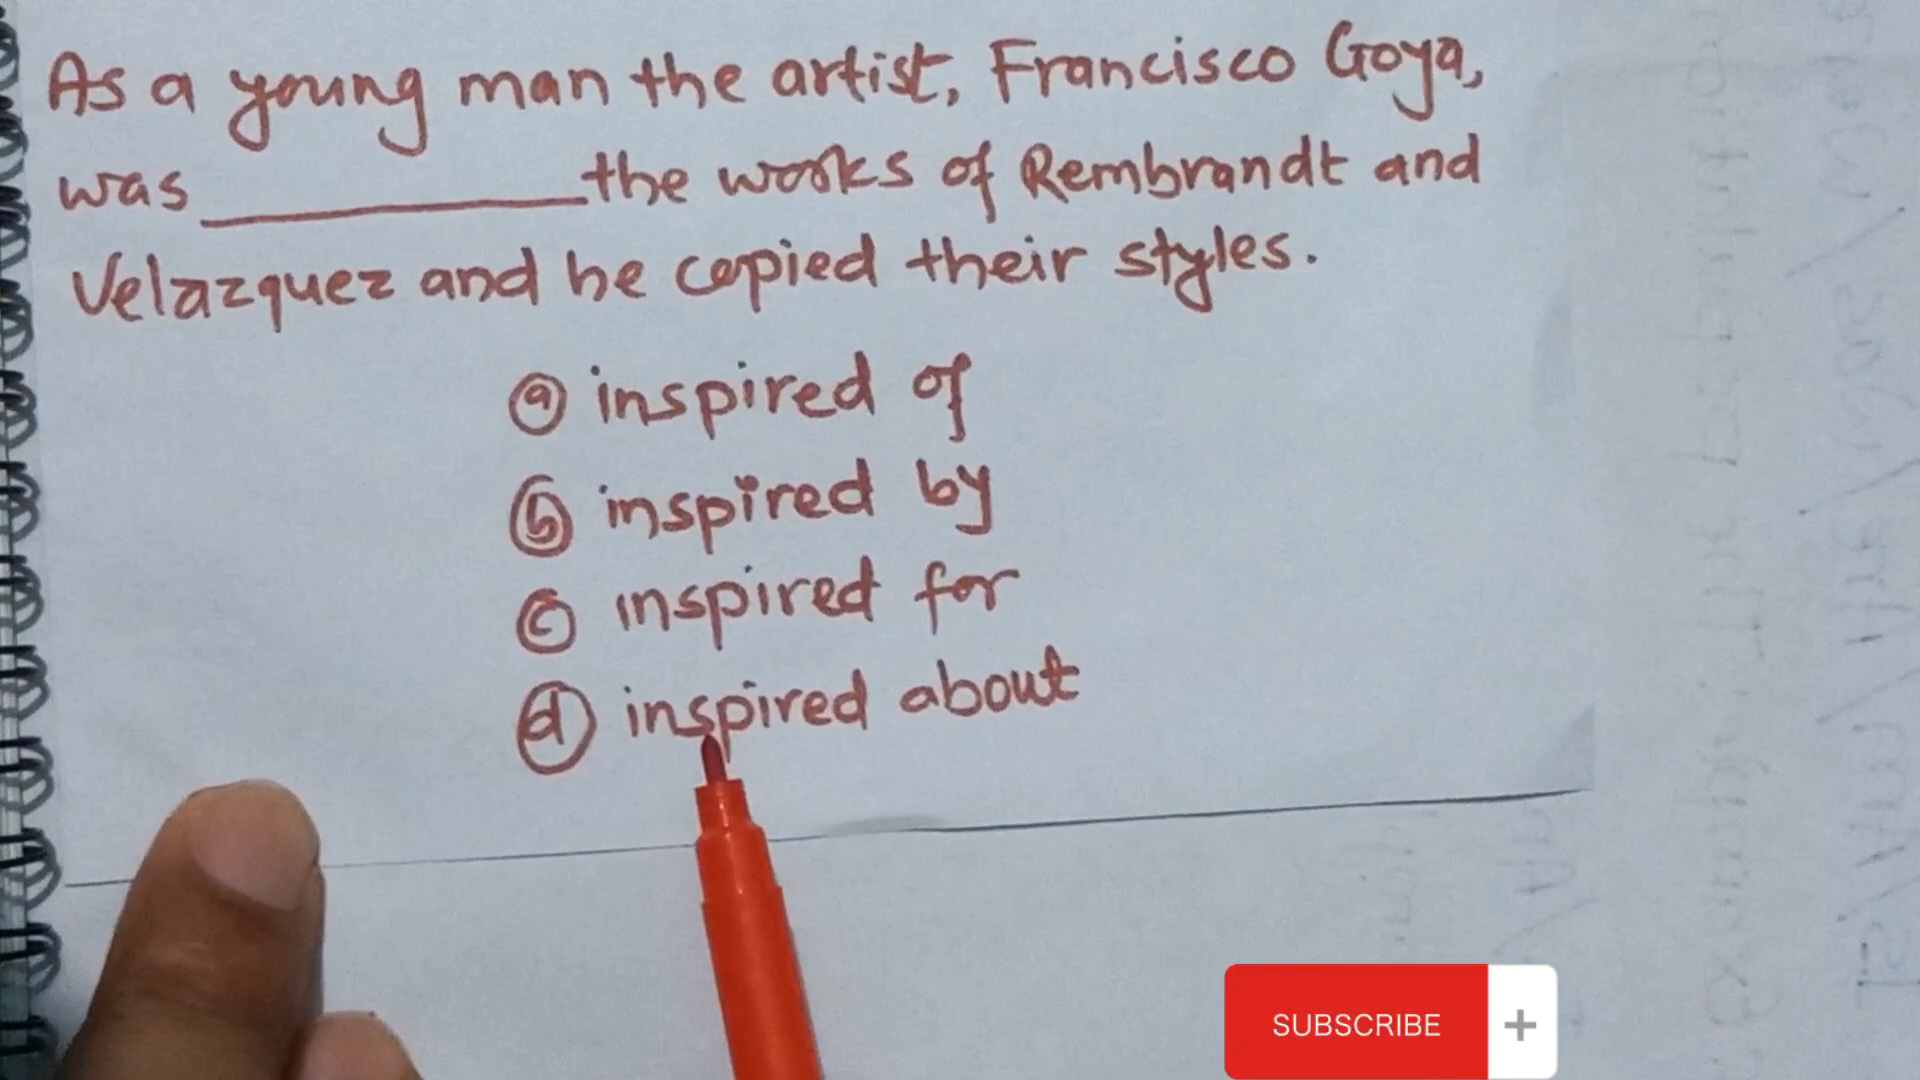 As a young man the artist, Francisco Goya,
was __________ the works of Rembrandt and
Velazquez and he copied their styles.
ⓐ inspired of
ⓑ inspired by
ⓒ inspired for
ⓓ inspired about
SUBSCRIBE +